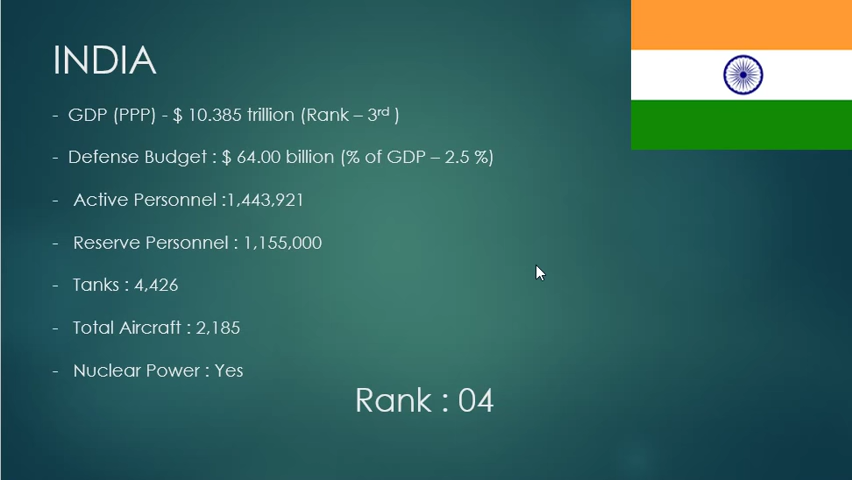 INDIA
- GDP (PPP) - $ 10.385 trillion (Rank – 3rd )
- Defense Budget : $ 64.00 billion (% of GDP – 2.5 %)
- Active Personnel :1,443,921
- Reserve Personnel : 1,155,000
- Tanks : 4,426
- Total Aircraft : 2,185
- Nuclear Power : Yes
Rank : 04